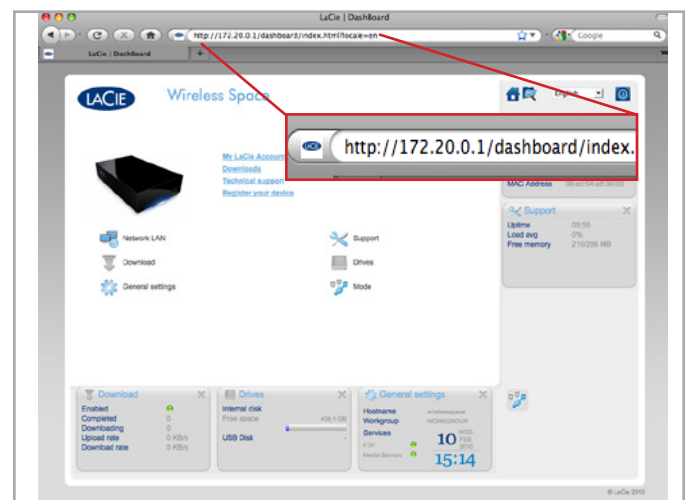 LaCie | DashBoard
http://172.20.0.1/dashboard/index.html?locale=en
Google
LaCie | DashBoard
LACIE
Wireless Space
English
http://172.20.0.1/dashboard/index.
My LaCie Account
Downloads
Technical support
Register your device
MAC Address
Support
Uptime 05:55
Load avg 0%
Free memory 210/256 MB
Network LAN
Support
Download
Drives
General settings
Mode
Download
Enabled
Completed 0
Downloading 0
Upload rate 0 KB/s
Download rate 0 KB/s
Drives
Internal disk
Free space
USB Disk -
General settings
Hostname wirelessspace
Workgroup WORKGROUP
Services
FTP
Media Servers
10 WED. FEB. 2010
15:14
© LaCie 2010